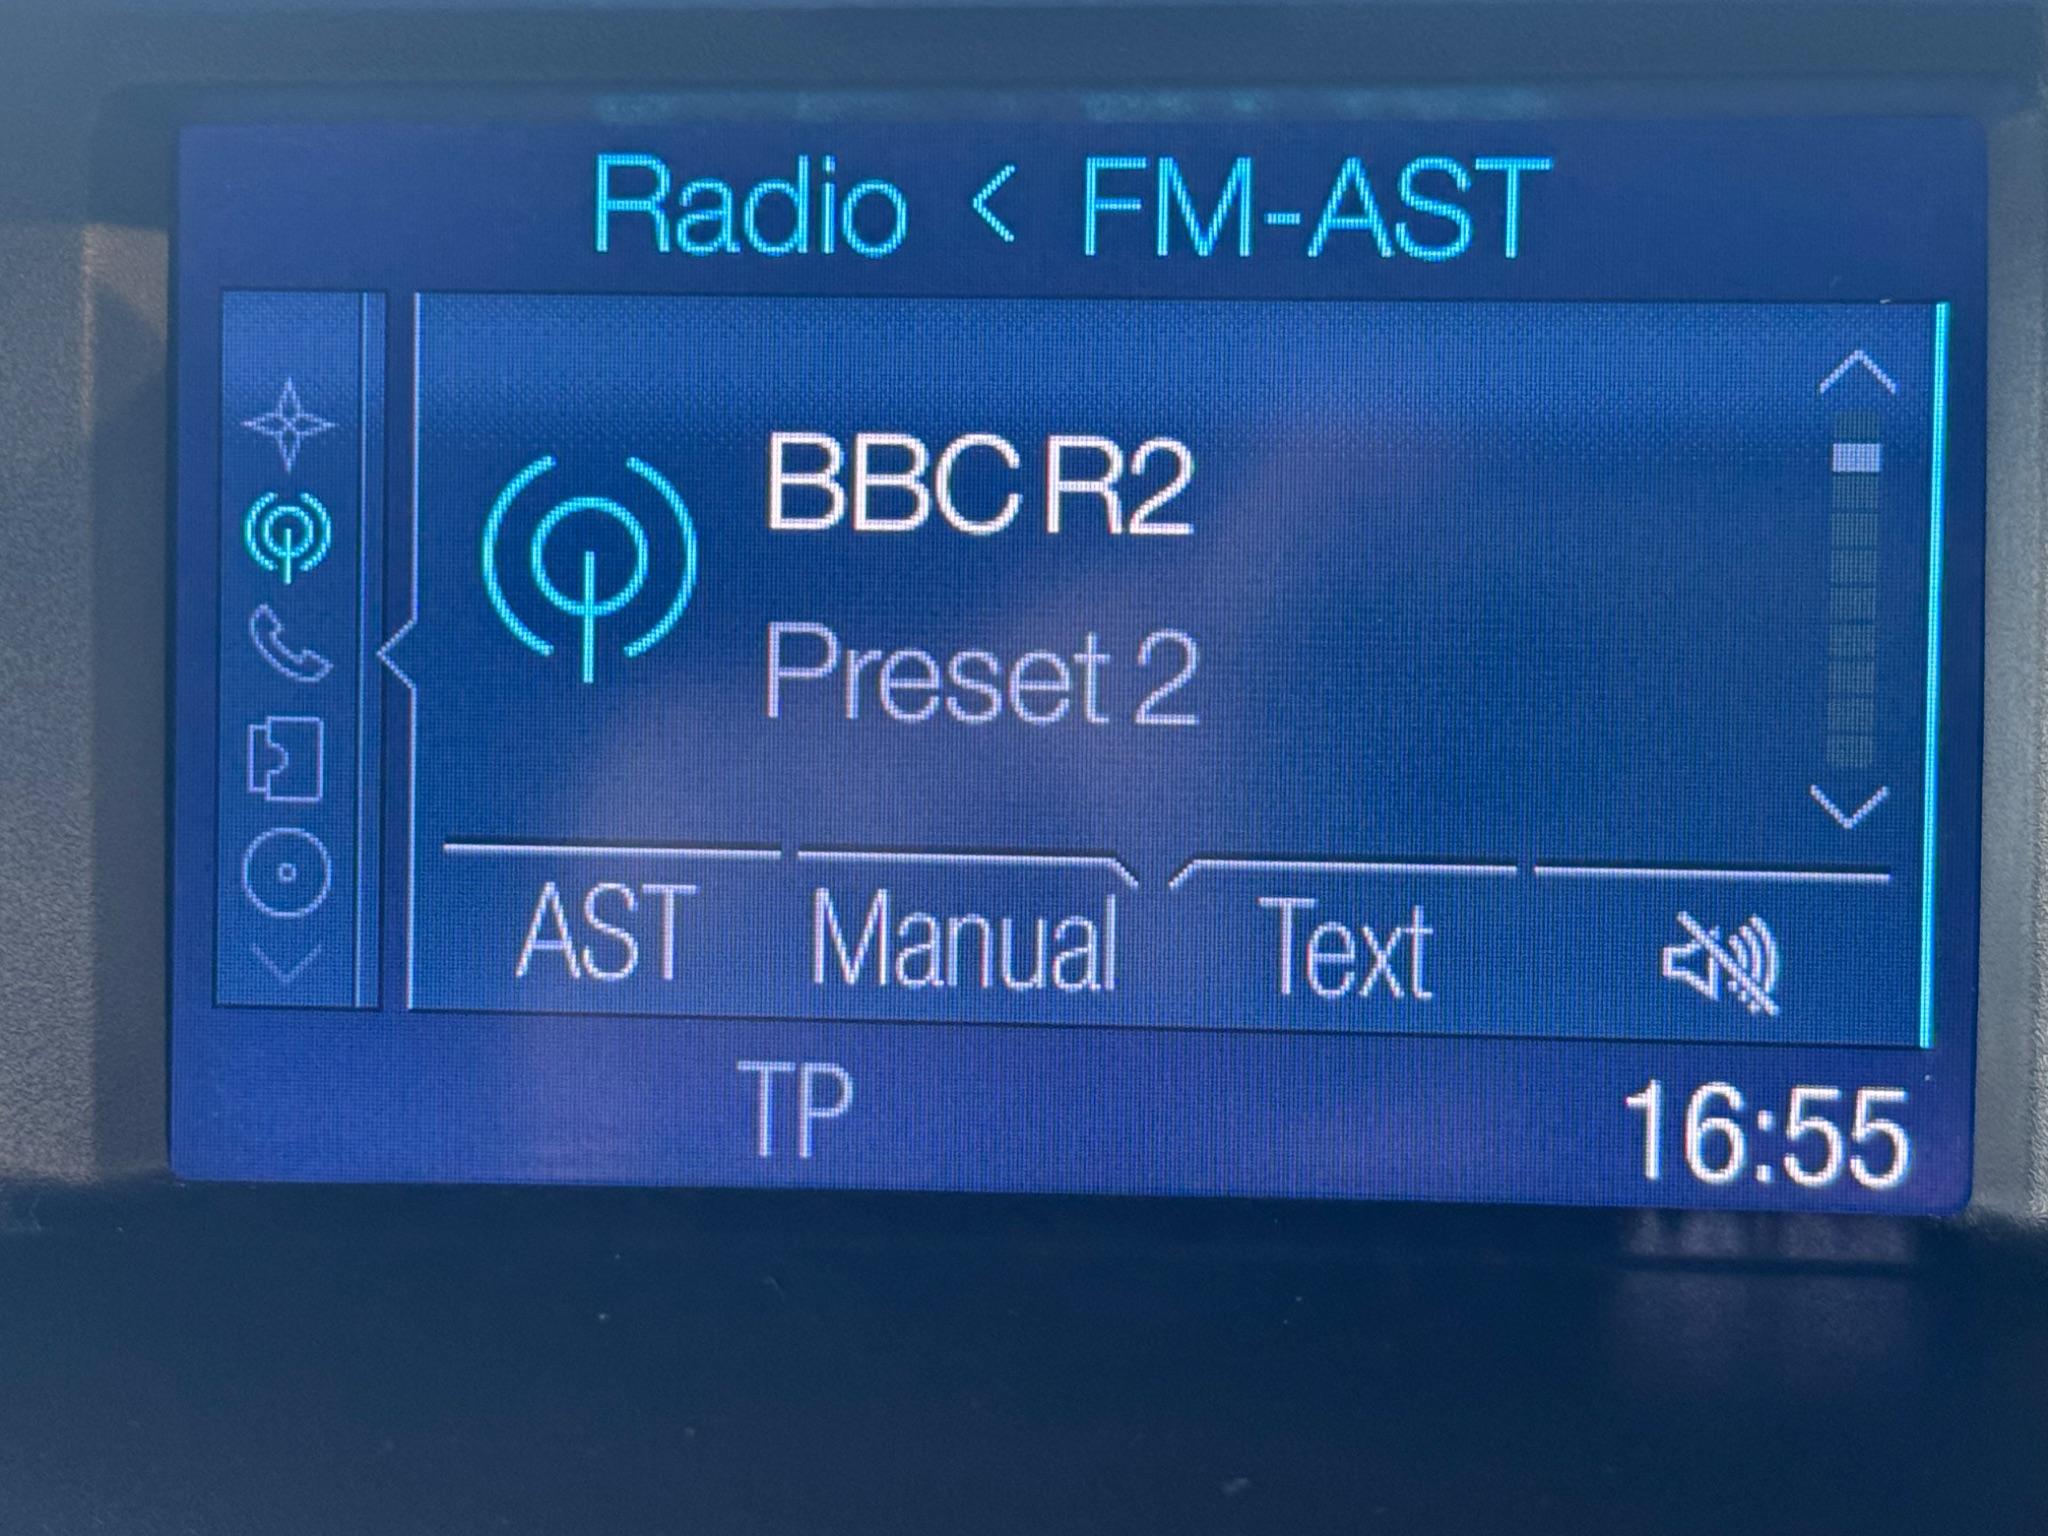 Radio < FM-AST
BBC R2
Preset 2
AST Manual Text
TP 16:55